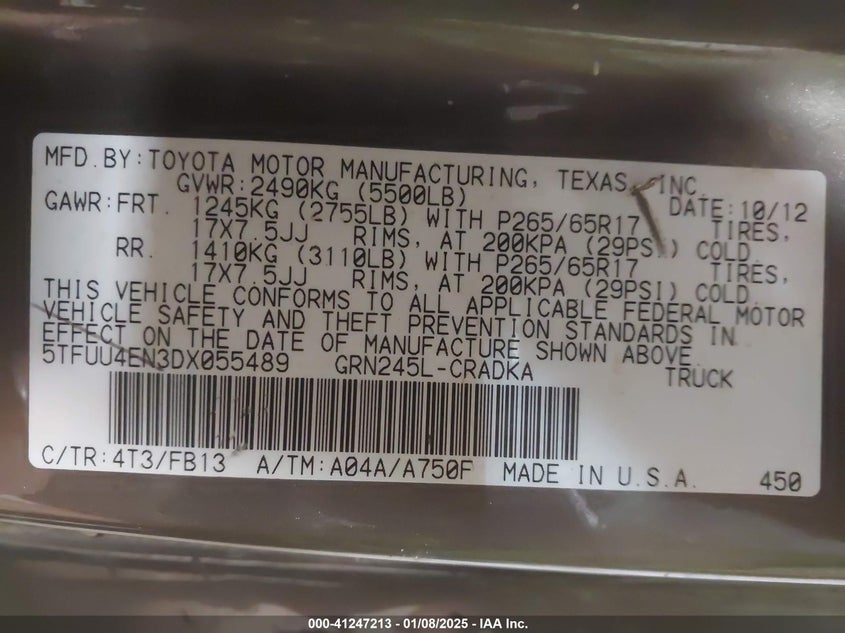 MFD.BY:TOYOTA MOTOR MANUFACTURING, TEXAS, INC.
GVWR:2490KG (5500LB) DATE:10/12
GAWR:FRT. 1245KG (2755LB) WITH P265/65R17 TIRES,
17X7.5JJ RIMS, AT 200KPA (29PSI) COLD.
RR. 1410KG (3110LB) WITH P265/65R17 TIRES,
17X7.5JJ RIMS, AT 200KPA (29PSI) COLD.
THIS VEHICLE CONFORMS TO ALL APPLICABLE FEDERAL MOTOR
VEHICLE SAFETY AND THEFT PREVENTION STANDARDS IN
EFFECT ON THE DATE OF MANUFACTURE SHOWN ABOVE.
5TFUU4EN3DX055489 GRN245L-CRADKA TRUCK
C/TR:4T3/FB13 A/TM:A04A/A750F MADE IN U.S.A. 450
000-41247213 - 01/08/2025 - IAA Inc.